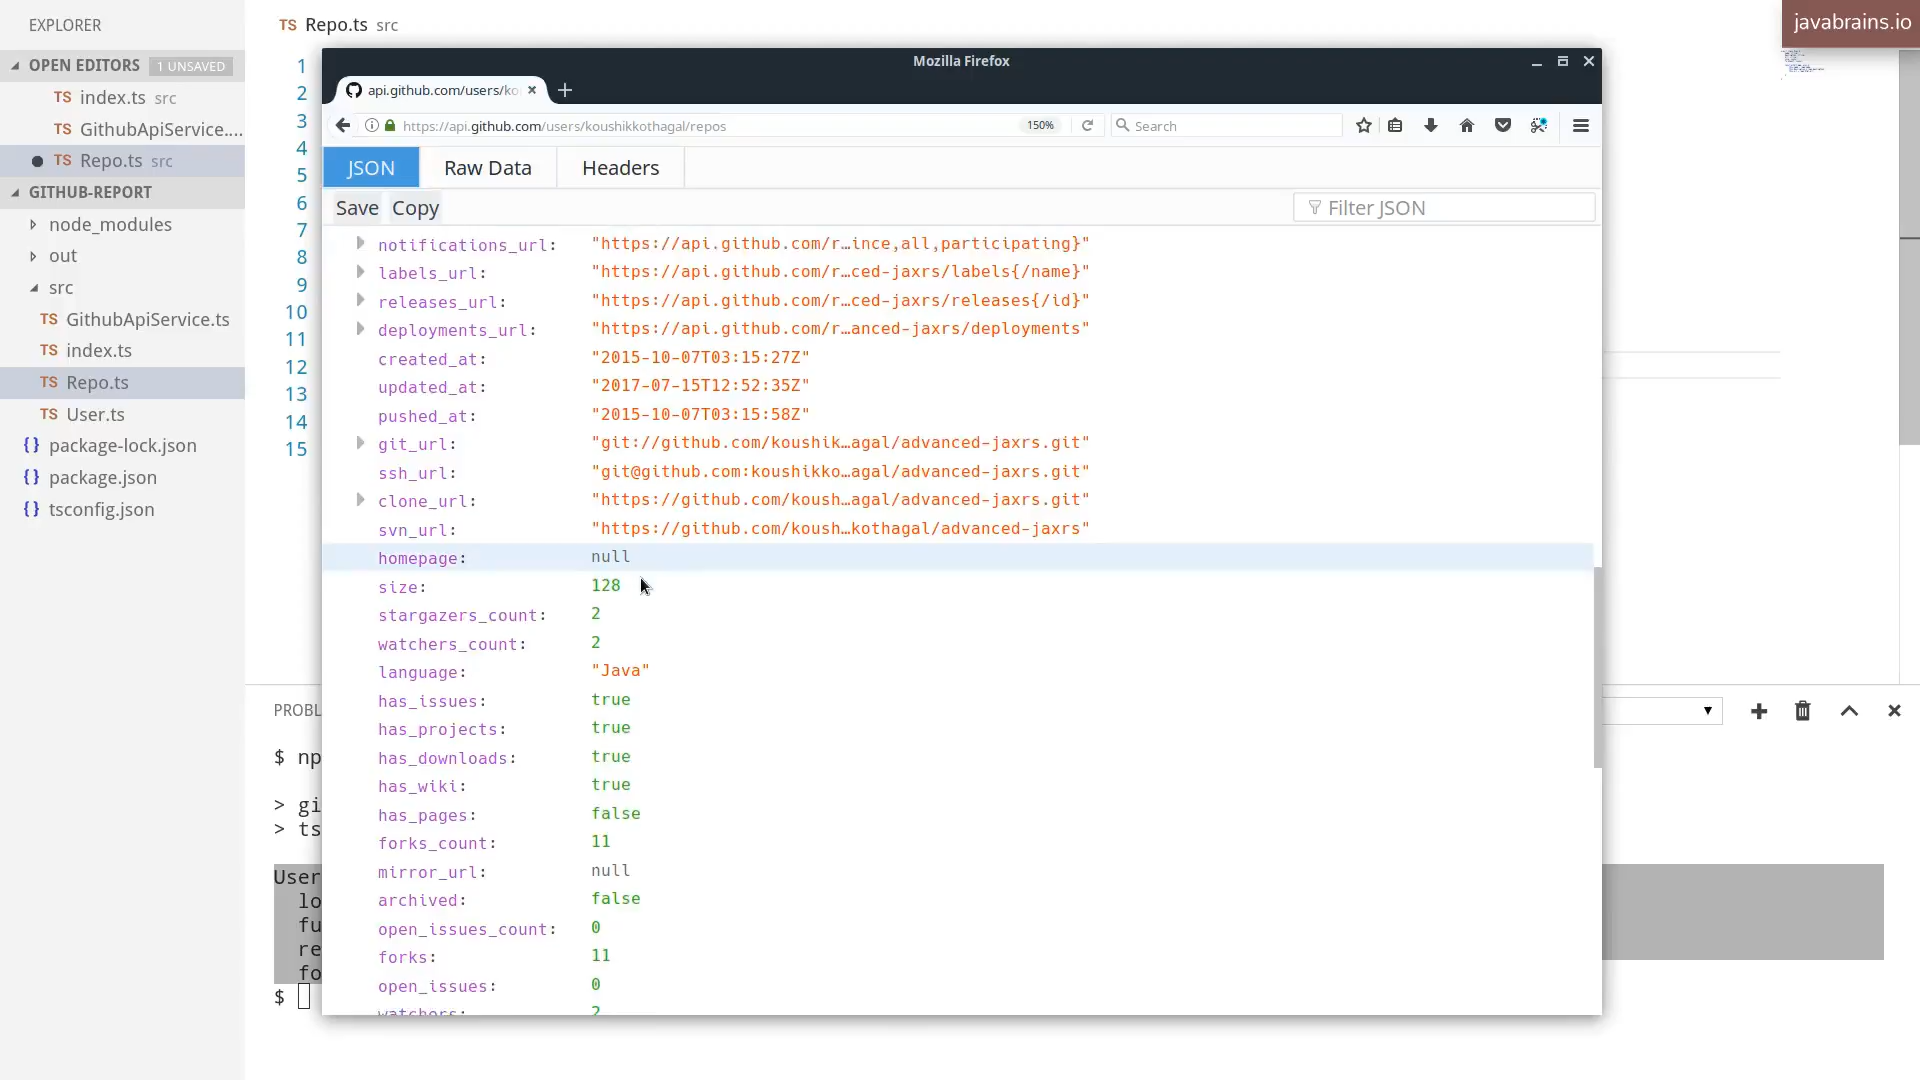 EXPLORER
OPEN EDITORS 1 UNSAVED
TS index.ts src
TS GithubApiService....
TS Repo.ts src
GITHUB-REPORT
node_modules
out
src
TS GithubApiService.ts
TS index.ts
TS Repo.ts
TS User.ts
{} package-lock.json
{} package.json
{} tsconfig.json
TS Repo.ts src
javabrains.io
1
2
3
4
5
6
7
8
9
10
11
12
13
14
15
Mozilla Firefox
api.github.com/users/ko
https://api.github.com/users/koushikkothagal/repos 150% Search
JSON Raw Data Headers
Save Copy Filter JSON
notifications_url: "https://api.github.com/r…ince,all,participating}"
labels_url: "https://api.github.com/r…ced-jaxrs/labels{/name}"
releases_url: "https://api.github.com/r…ced-jaxrs/releases{/id}"
deployments_url: "https://api.github.com/r…anced-jaxrs/deployments"
created_at: "2015-10-07T03:15:27Z"
updated_at: "2017-07-15T12:52:35Z"
pushed_at: "2015-10-07T03:15:58Z"
git_url: "git://github.com/koushik…agal/advanced-jaxrs.git"
ssh_url: "git@github.com:koushikko…agal/advanced-jaxrs.git"
clone_url: "https://github.com/koush…agal/advanced-jaxrs.git"
svn_url: "https://github.com/koush…kothagal/advanced-jaxrs"
homepage: null
size: 128
stargazers_count: 2
watchers_count: 2
language: "Java"
has_issues: true
has_projects: true
has_downloads: true
has_wiki: true
has_pages: false
forks_count: 11
mirror_url: null
archived: false
open_issues_count: 0
forks: 11
open_issues: 0
watchers: 2
PROBL
$ np
> gi
> ts
User
lo
fu
re
fo
$